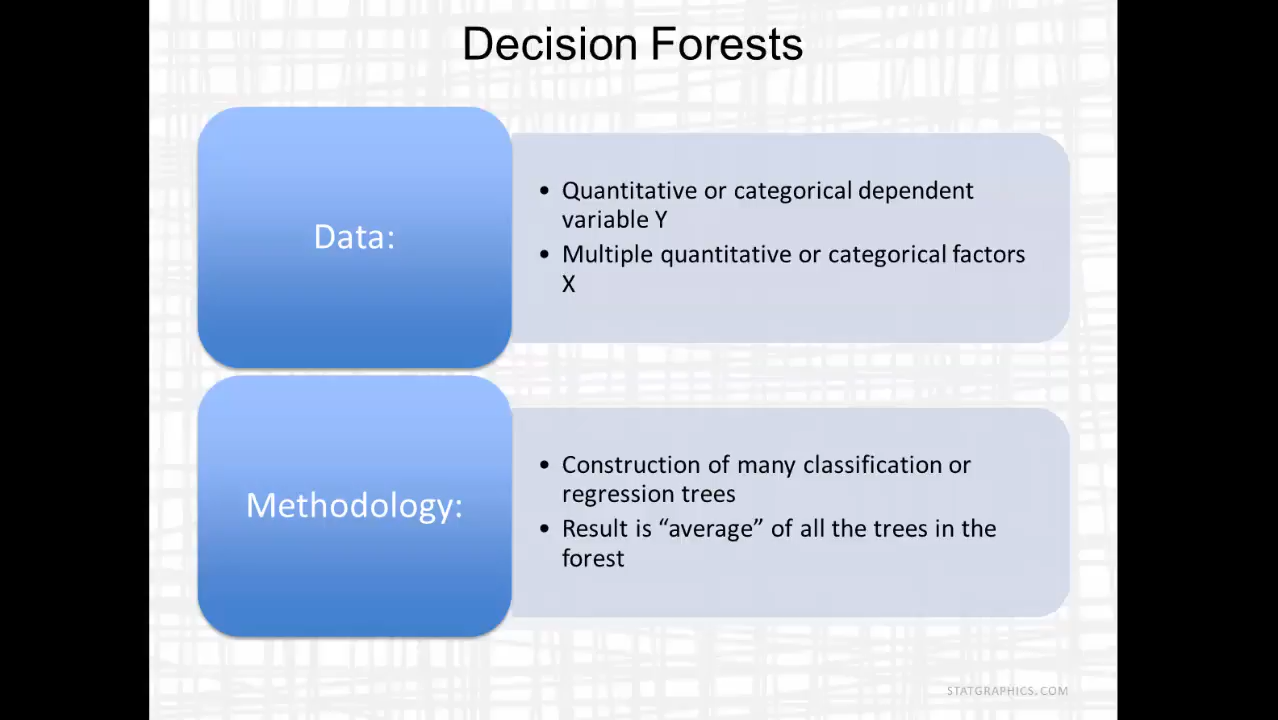 Decision Forests
Data:
• Quantitative or categorical dependent
variable Y
• Multiple quantitative or categorical factors
X
Methodology:
• Construction of many classification or
regression trees
• Result is “average” of all the trees in the
forest
STATGRAPHICS.COM